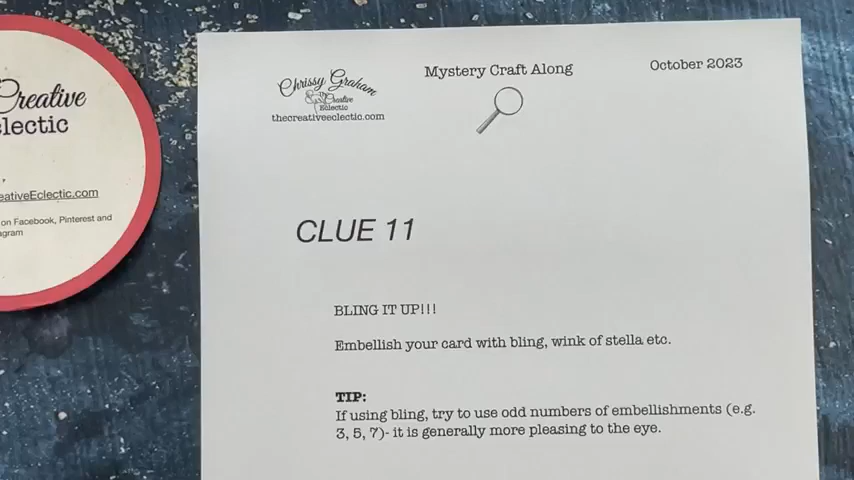 Creative
clectic
eativeEclectic.com
on Facebook, Pinterest and
agram
Chrissy Graham
The Creative
Eclectic
thecreativeeclectic.com
Mystery Craft Along
October 2023
CLUE 11
BLING IT UP!!!
Embellish your card with bling, wink of stella etc.
TIP:
If using bling, try to use odd numbers of embellishments (e.g.
3, 5, 7)- it is generally more pleasing to the eye.